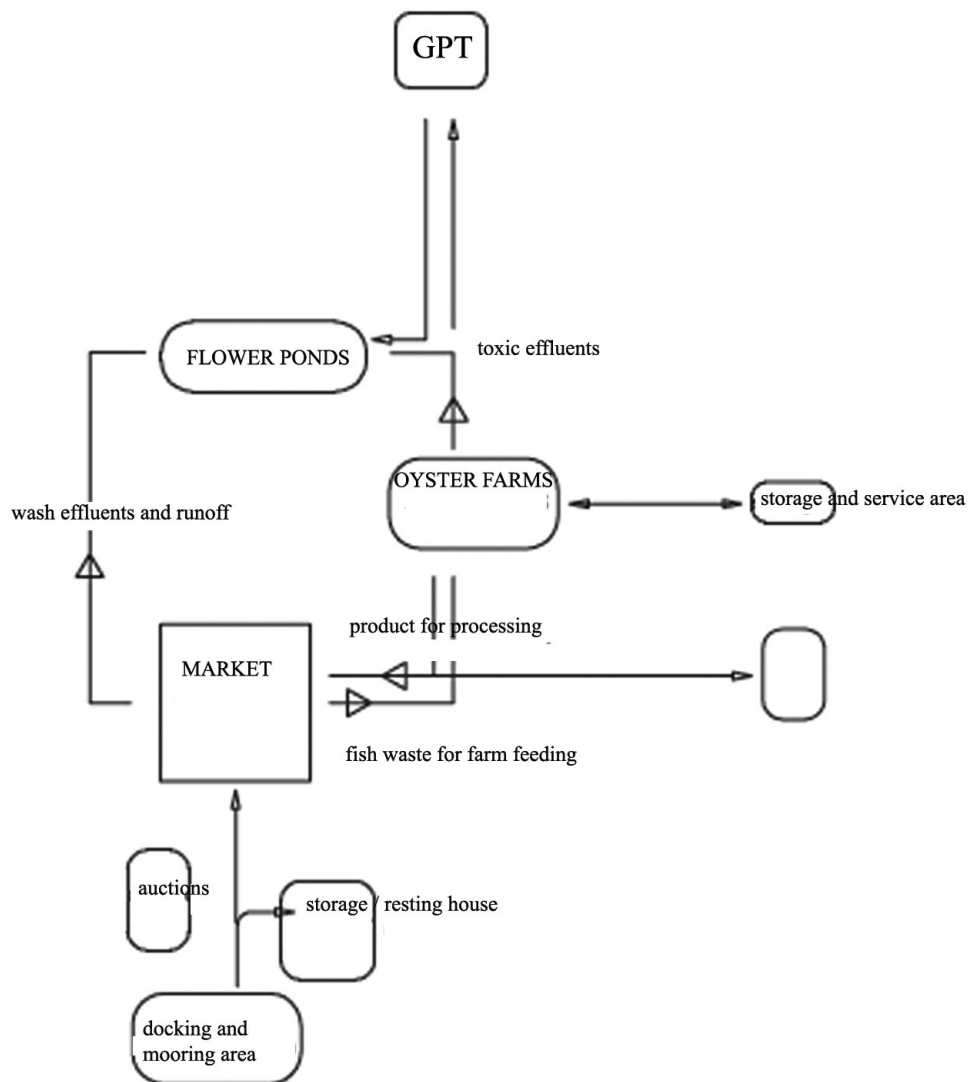 GPT
toxic effluents
FLOWER PONDS
OYSTER FARMS
storage and service area
wash effluents and runoff
product for processing
MARKET
fish waste for farm feeding
auctions
storage / resting house
docking and
mooring area